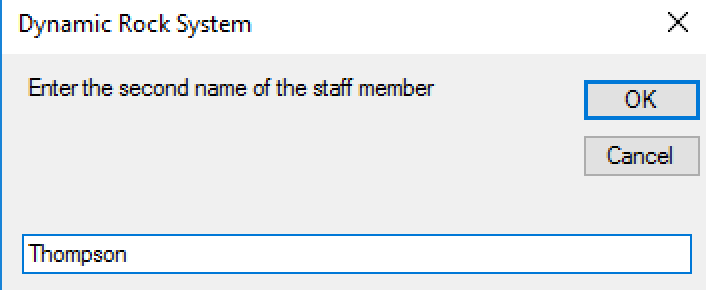 Dynamic Rock System
Enter the second name of the staff member
OK
Cancel
Thompson